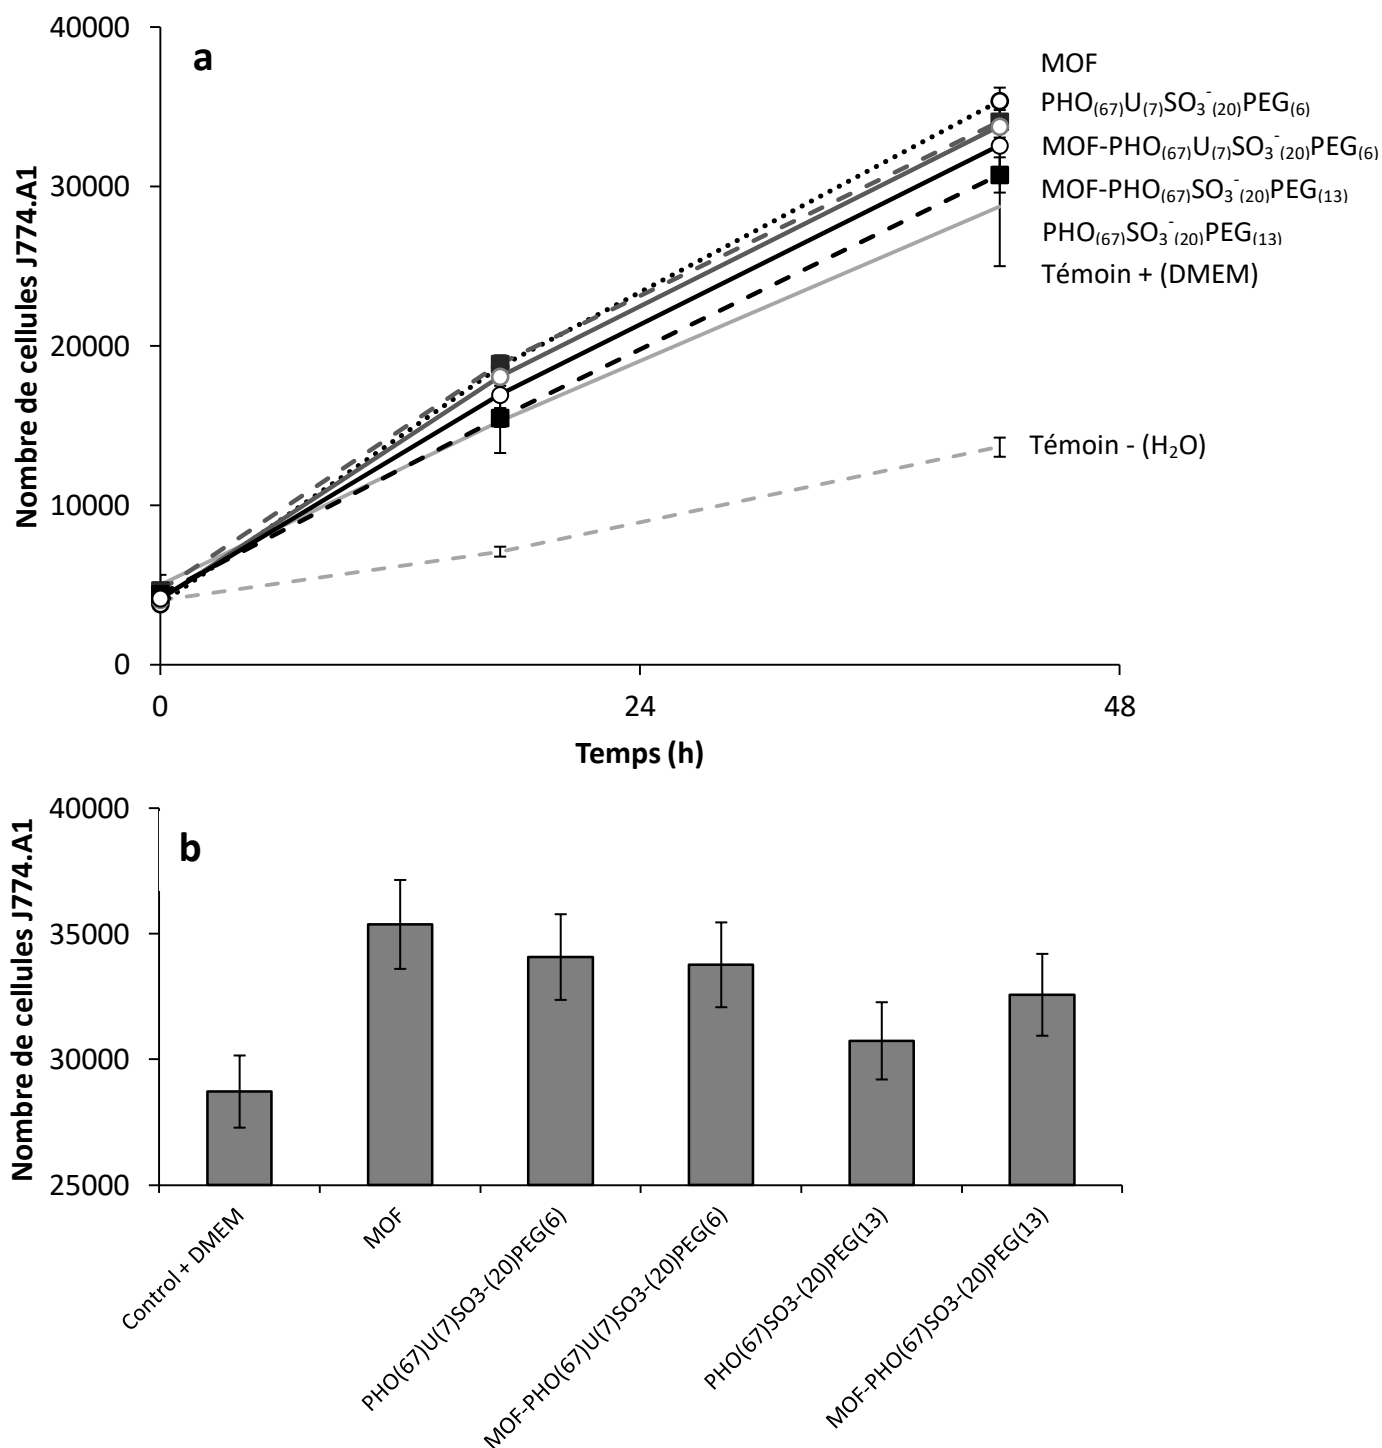 40000
a
MOF
PHO(67)U(7)SO3-(20)PEG(6)
MOF-PHO(67)U(7)SO3-(20)PEG(6)
30000
MOF-PHO(67)SO3-(20)PEG(13)
PHO(67)SO3-(20)PEG(13)
Témoin + (DMEM)
Nombre de cellules J774.A1
20000
Témoin - (H2O)
10000
0
0 24 48
Temps (h)
40000
b
35000
Nombre de cellules J774.A1
30000
25000
Control + DMEM
MOF
PHO(67)U(7)SO3-(20)PEG(6)
MOF-PHO(67)U(7)SO3-(20)PEG(6)
PHO(67)SO3-(20)PEG(13)
MOF-PHO(67)SO3-(20)PEG(13)